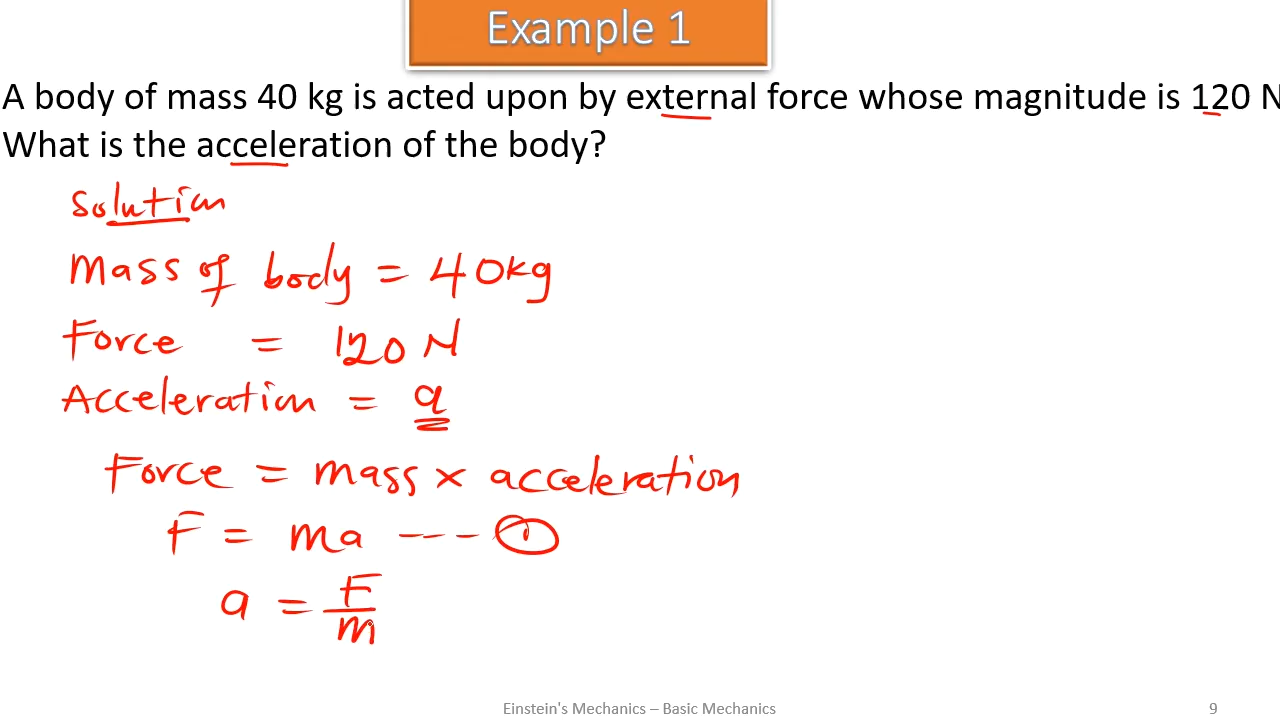 Example 1
A body of mass 40 kg is acted upon by external force whose magnitude is 120 N
What is the acceleration of the body?
Solution
Mass of body = 40kg
Force = 120 N
Acceleration = a
Force = mass × acceleration
F = ma --- ①
a = F/m
Einstein's Mechanics – Basic Mechanics
9